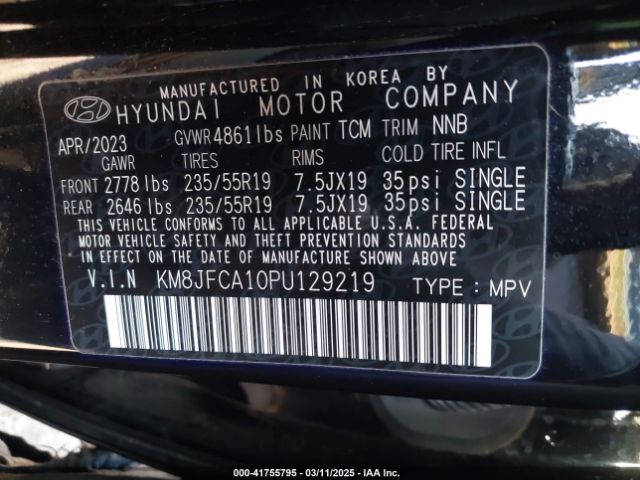 MANUFACTURED IN KOREA BY
HYUNDAI MOTOR COMPANY
APR/2023 GVWR 4861lbs PAINT TCM TRIM NNB
GAWR TIRES RIMS COLD TIRE INFL
FRONT 2778 lbs 235/55R19 7.5JX19 35psi SINGLE
REAR 2646 lbs 235/55R19 7.5JX19 35psi SINGLE
THIS VEHICLE CONFORMS TO ALL APPLICABLE U.S.A. FEDERAL
MOTOR VEHICLE SAFETY AND THEFT PREVENTION STANDARDS
IN EFFECT ON THE DATE OF MANUFACTURE SHOWN ABOVE
V.I.N KM8JFCA10PU129219 TYPE : MPV
000-41755795 - 03/11/2025 - IAA Inc.